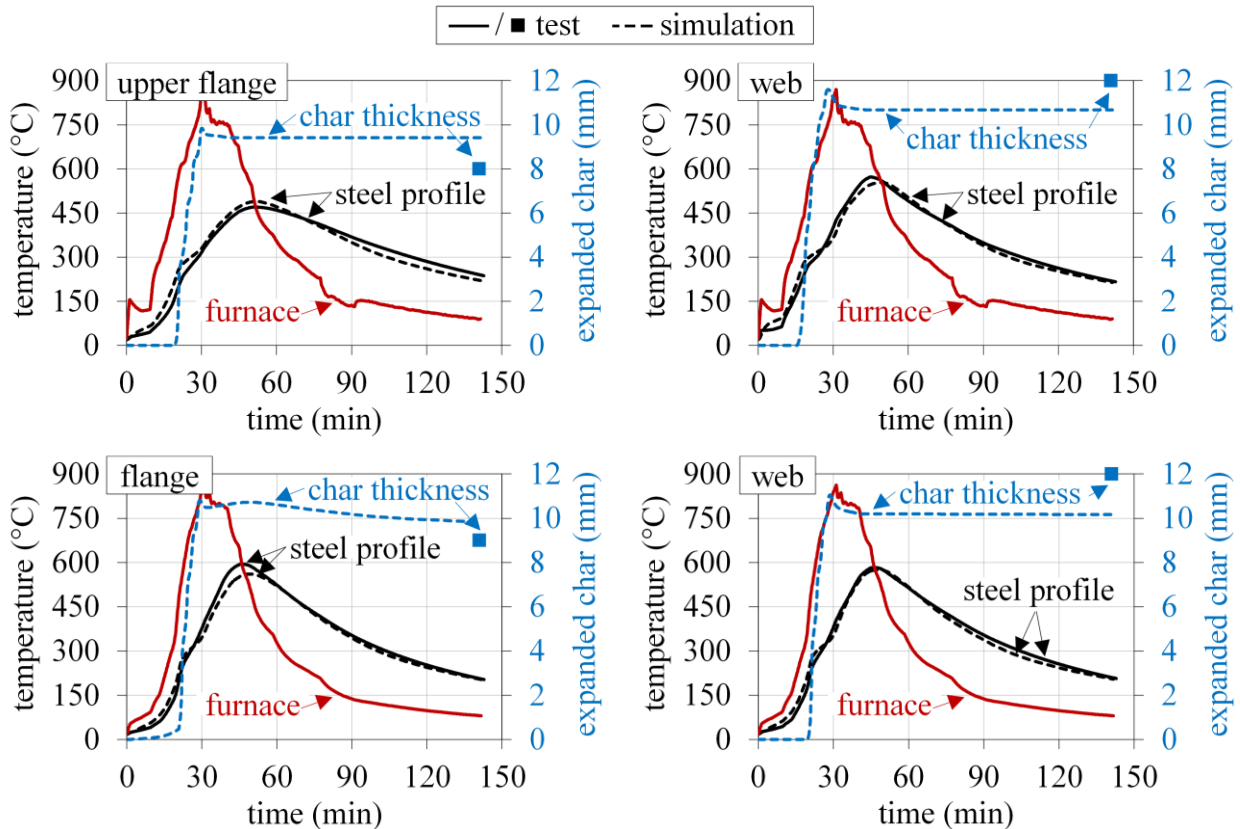 / ■ test simulation
upper flange
900
750
600
450
300
150
0
temperature (°C)
char thickness
steel profile
furnace
12
10
8
6
4
2
0
expanded char (mm)
0 30 60 90 120 150
time (min)
web
900
750
600
450
300
150
0
temperature (°C)
char thickness
steel profile
furnace
12
10
8
6
4
2
0
expanded char (mm)
0 30 60 90 120 150
time (min)
flange
900
750
600
450
300
150
0
temperature (°C)
char thickness
steel profile
furnace
12
10
8
6
4
2
0
expanded char (mm)
0 30 60 90 120 150
time (min)
web
900
750
600
450
300
150
0
temperature (°C)
char thickness
steel profile
furnace
12
10
8
6
4
2
0
expanded char (mm)
0 30 60 90 120 150
time (min)